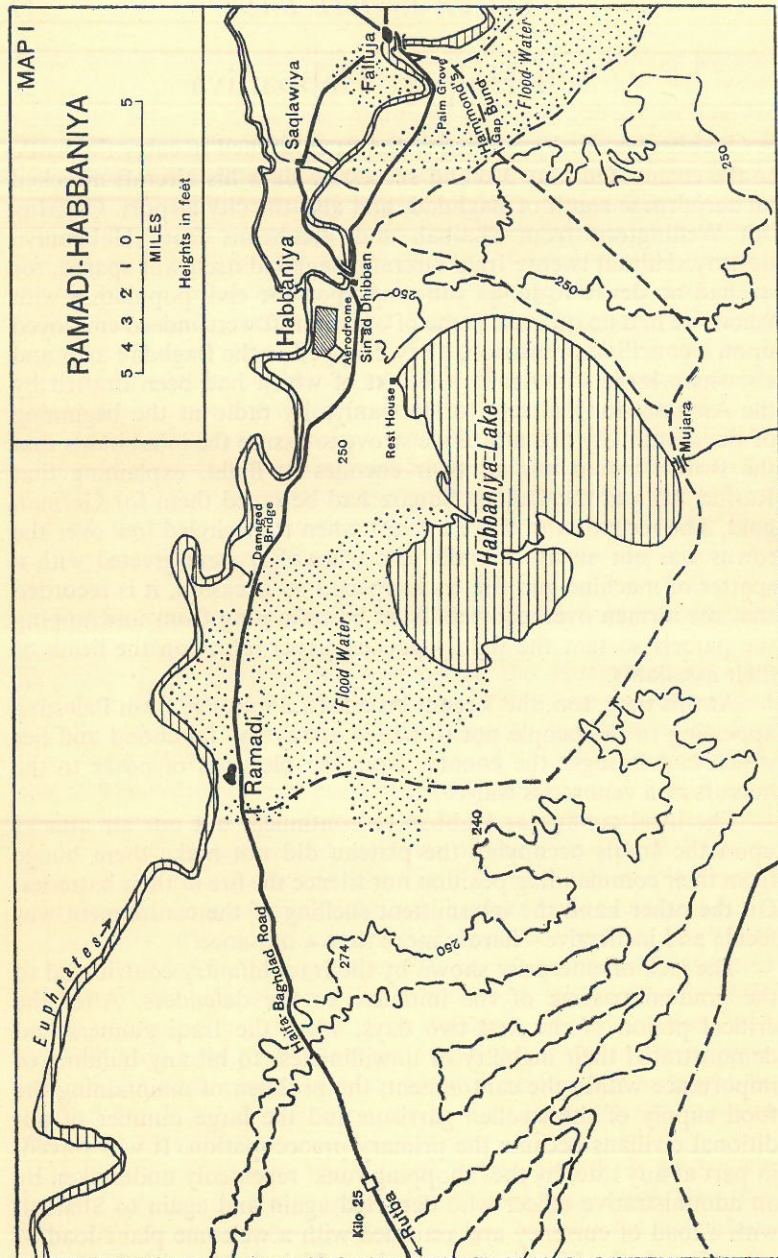 MAP I
RAMADI-HABBANIYA
5 4 3 2 1 0 5
MILES
Heights in feet
Euphrates
Haifa-Baghdad Road
Kilo 25
Rutba
Ramadi
Damaged Bridge
Flood Water
250
Habbaniya
Aerodrome
Sin ad Dhibban
Saqlawiya
Falluja
Palm Grove
Hammond's Bund
Gap
Flood Water
250
250
250
Rest House
Habbaniya Lake
Mujara
274
250
240